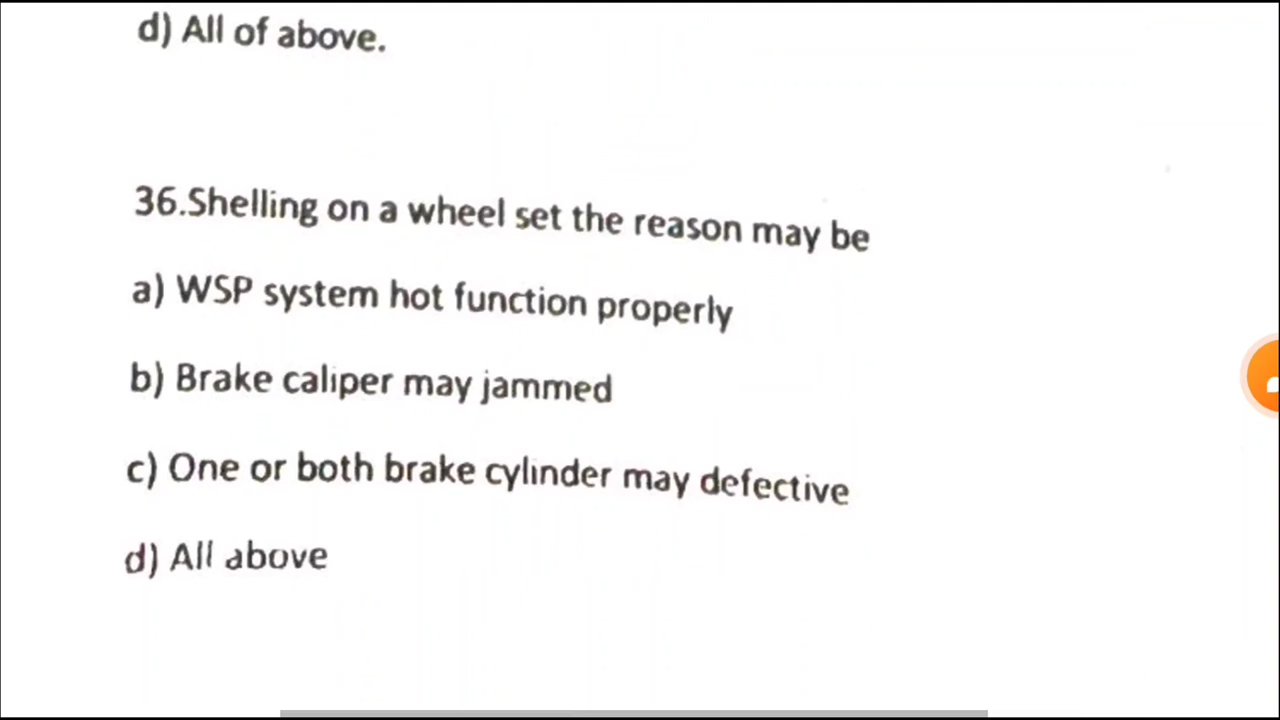 d) All of above.
36.Shelling on a wheel set the reason may be
a) WSP system hot function properly
b) Brake caliper may jammed
c) One or both brake cylinder may defective
d) All above